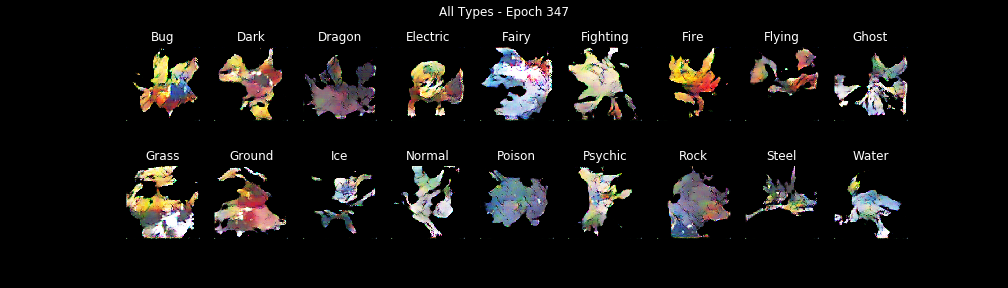 All Types - Epoch 347
Bug Dark Dragon Electric Fairy Fighting Fire Flying Ghost
Grass Ground Ice Normal Poison Psychic Rock Steel Water